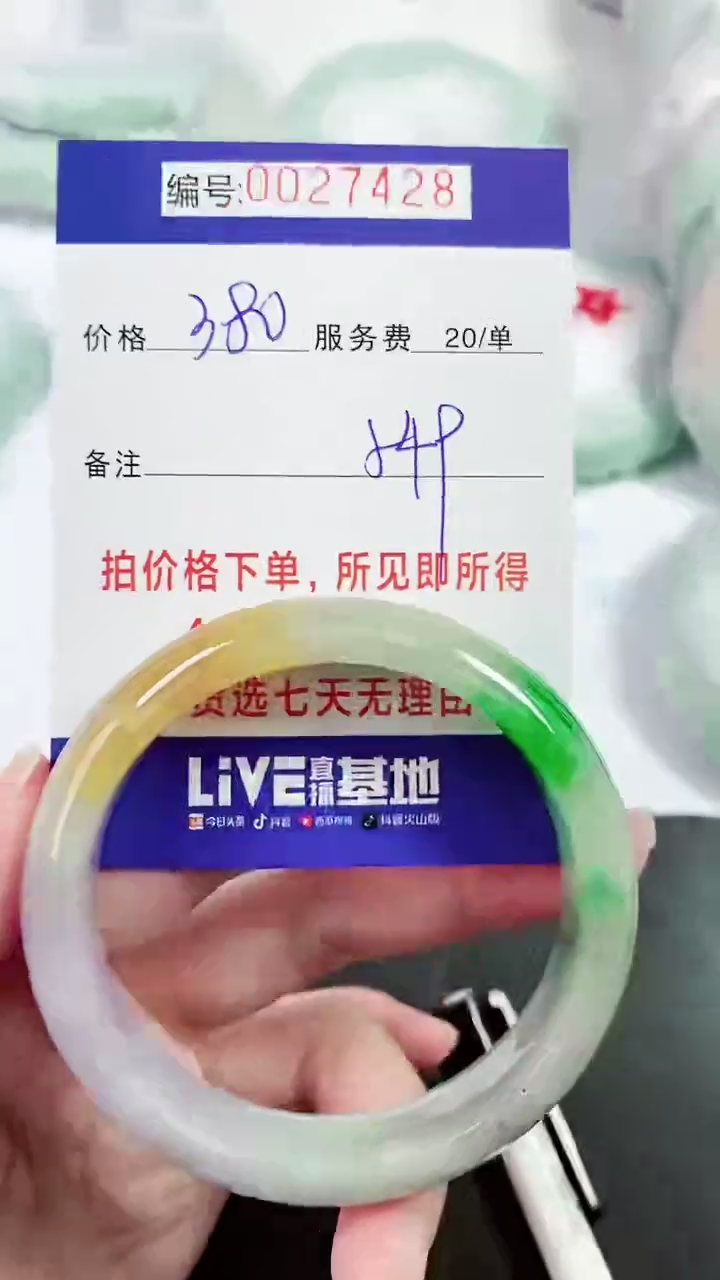 编号:0027428
价格 380 服务费 20/单
备注
拍价格下单，所见即所得
货选七天无理由
LiVE直播基地
今日头条 抖音 西瓜视频 抖音火山版